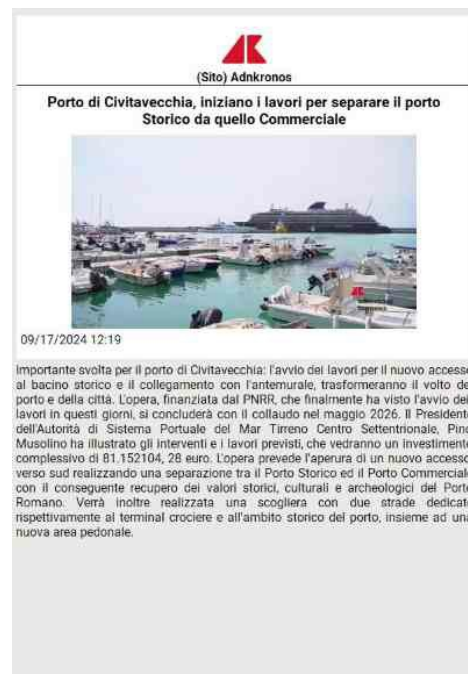 (Sito) Adnkronos
Porto di Civitavecchia, iniziano i lavori per separare il porto
Storico da quello Commerciale
09/17/2024 12:19
Importante svolta per il porto di Civitavecchia: l'avvio dei lavori per il nuovo accesso
al bacino storico e il collegamento con l'antemurale, trasformeranno il volto de
porto e della città. L'opera, finanziata dal PNRR, che finalmente ha visto l'avvio dei
lavori in questi giorni, si concluderà con il collaudo nel maggio 2026. Il Presidente
dell'Autorità di Sistema Portuale del Mar Tirreno Centro Settentrionale, Pino
Musolino ha illustrato gli interventi e i lavori previsti, che vedranno un investimento
complessivo di 81.152104, 28 euro. L'opera prevede l'aperura di un nuovo accesso
verso sud realizzando una separazione tra il Porto Storico ed il Porto Commerciale
con il conseguente recupero dei valori storici, culturali e archeologici del Porto
Romano. Verrà inoltre realizzata una scogliera con due strade dedicate
rispettivamente al terminal crociere e all'ambito storico del porto, insieme ad una
nuova area pedonale.